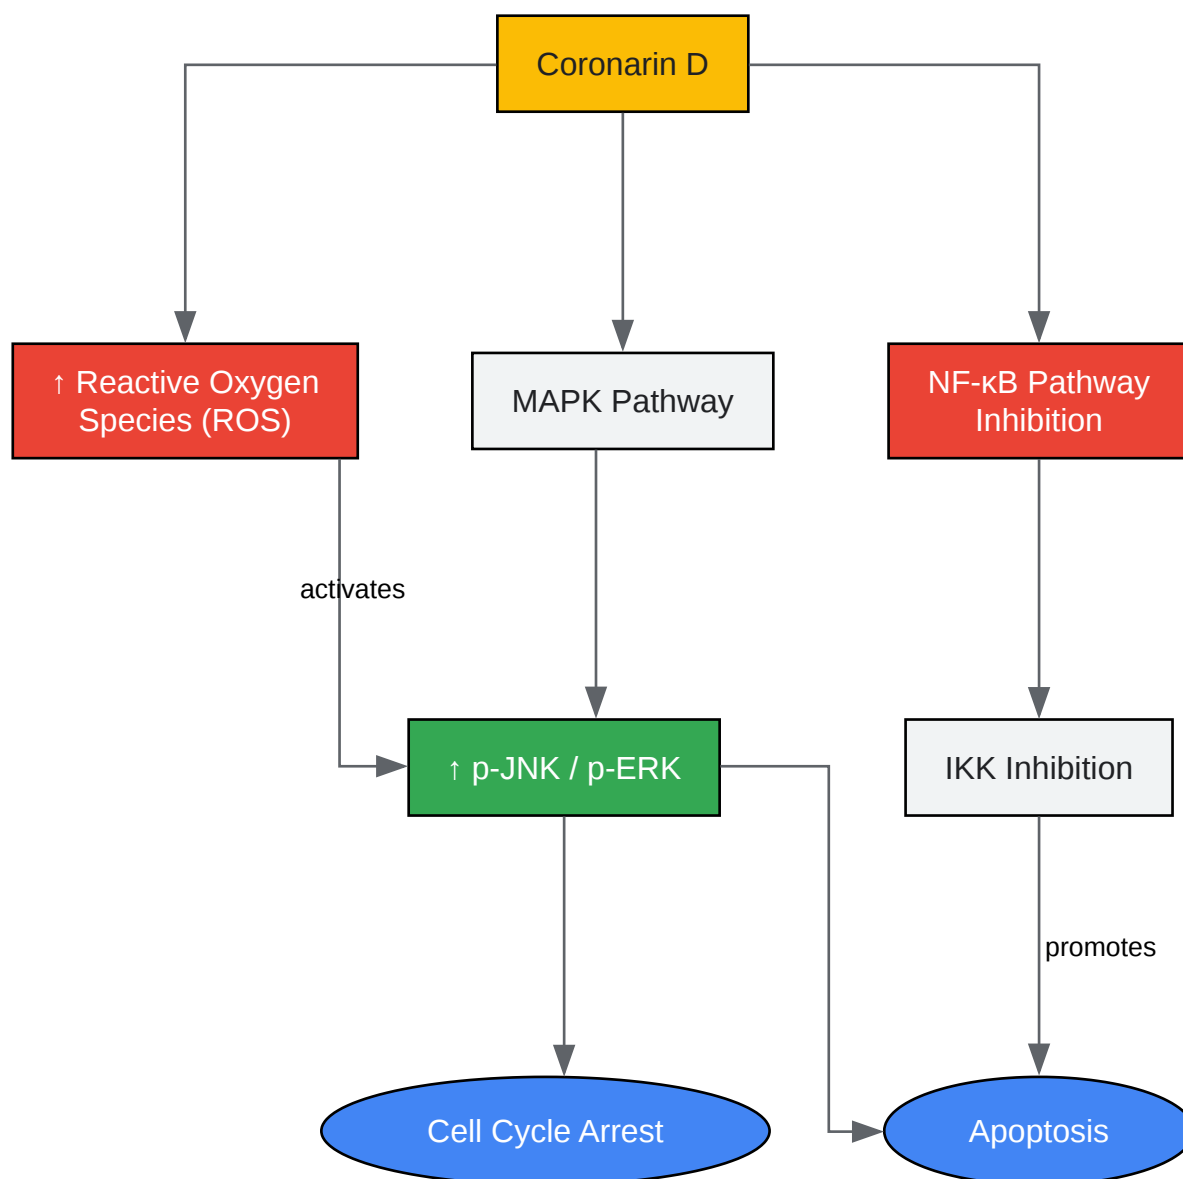 Coronarin D
↑ Reactive Oxygen
Species (ROS)
MAPK Pathway
NF-κB Pathway
Inhibition
activates
↑ p-JNK / p-ERK
IKK Inhibition
promotes
Cell Cycle Arrest
Apoptosis